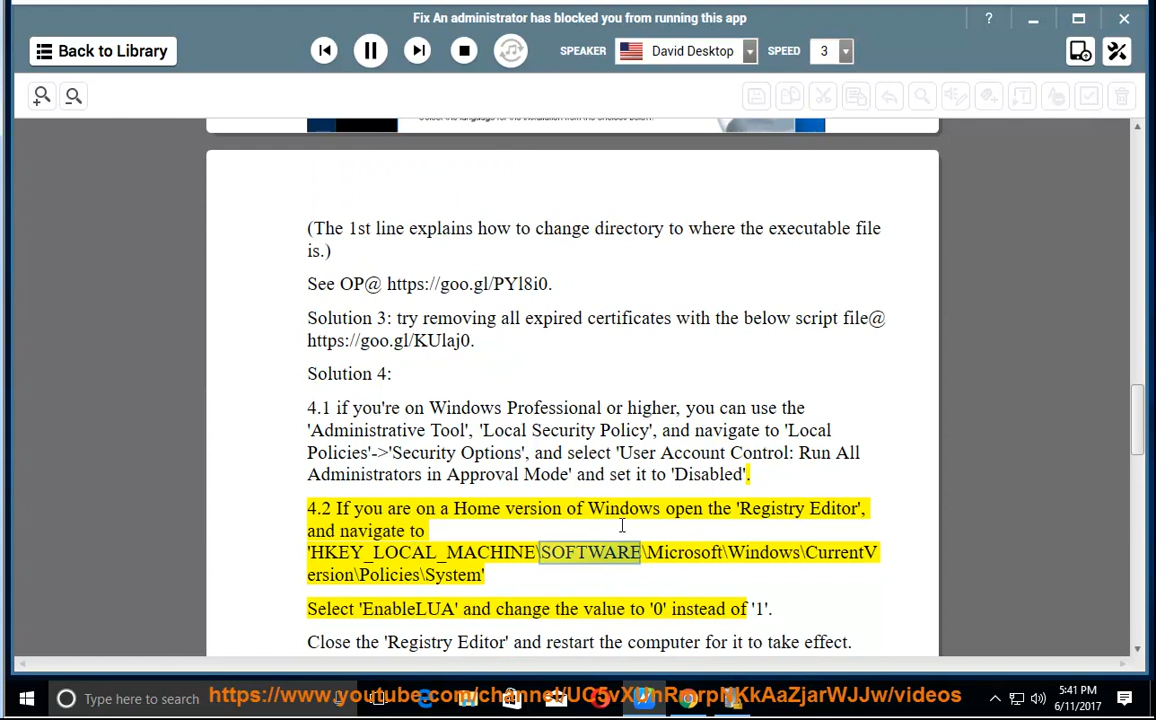 Fix An administrator has blocked you from running this app
Back to Library
SPEAKER David Desktop SPEED 3
(The 1st line explains how to change directory to where the executable file
is.)
See OP@ https://goo.gl/PYl8i0.
Solution 3: try removing all expired certificates with the below script file@
https://goo.gl/KUlaj0.
Solution 4:
4.1 if you're on Windows Professional or higher, you can use the
'Administrative Tool', 'Local Security Policy', and navigate to 'Local
Policies'->'Security Options', and select 'User Account Control: Run All
Administrators in Approval Mode' and set it to 'Disabled'.
4.2 If you are on a Home version of Windows open the 'Registry Editor',
and navigate to
'HKEY_LOCAL_MACHINE\SOFTWARE\Microsoft\Windows\CurrentV
ersion\Policies\System'
Select 'EnableLUA' and change the value to '0' instead of '1'.
Close the 'Registry Editor' and restart the computer for it to take effect.
Type here to search
5:41 PM
6/11/2017